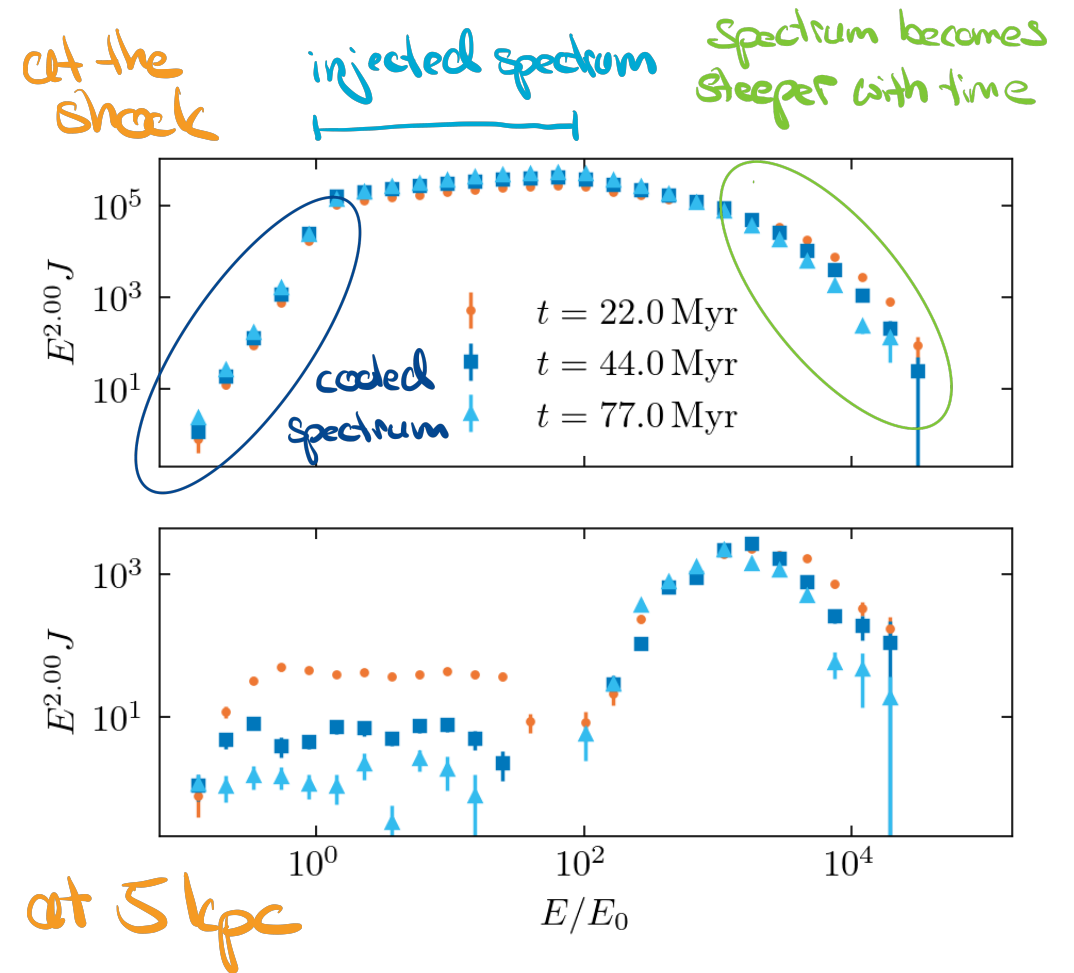 at the
shock
injected spectrum
spectrum becomes
steeper with time
10^5
10^3
10^1
E^{2.00} J
t = 22.0 Myr
t = 44.0 Myr
t = 77.0 Myr
cooled
spectrum
10^3
10^1
E^{2.00} J
10^0
10^2
10^4
E/E_0
at 5 kpc